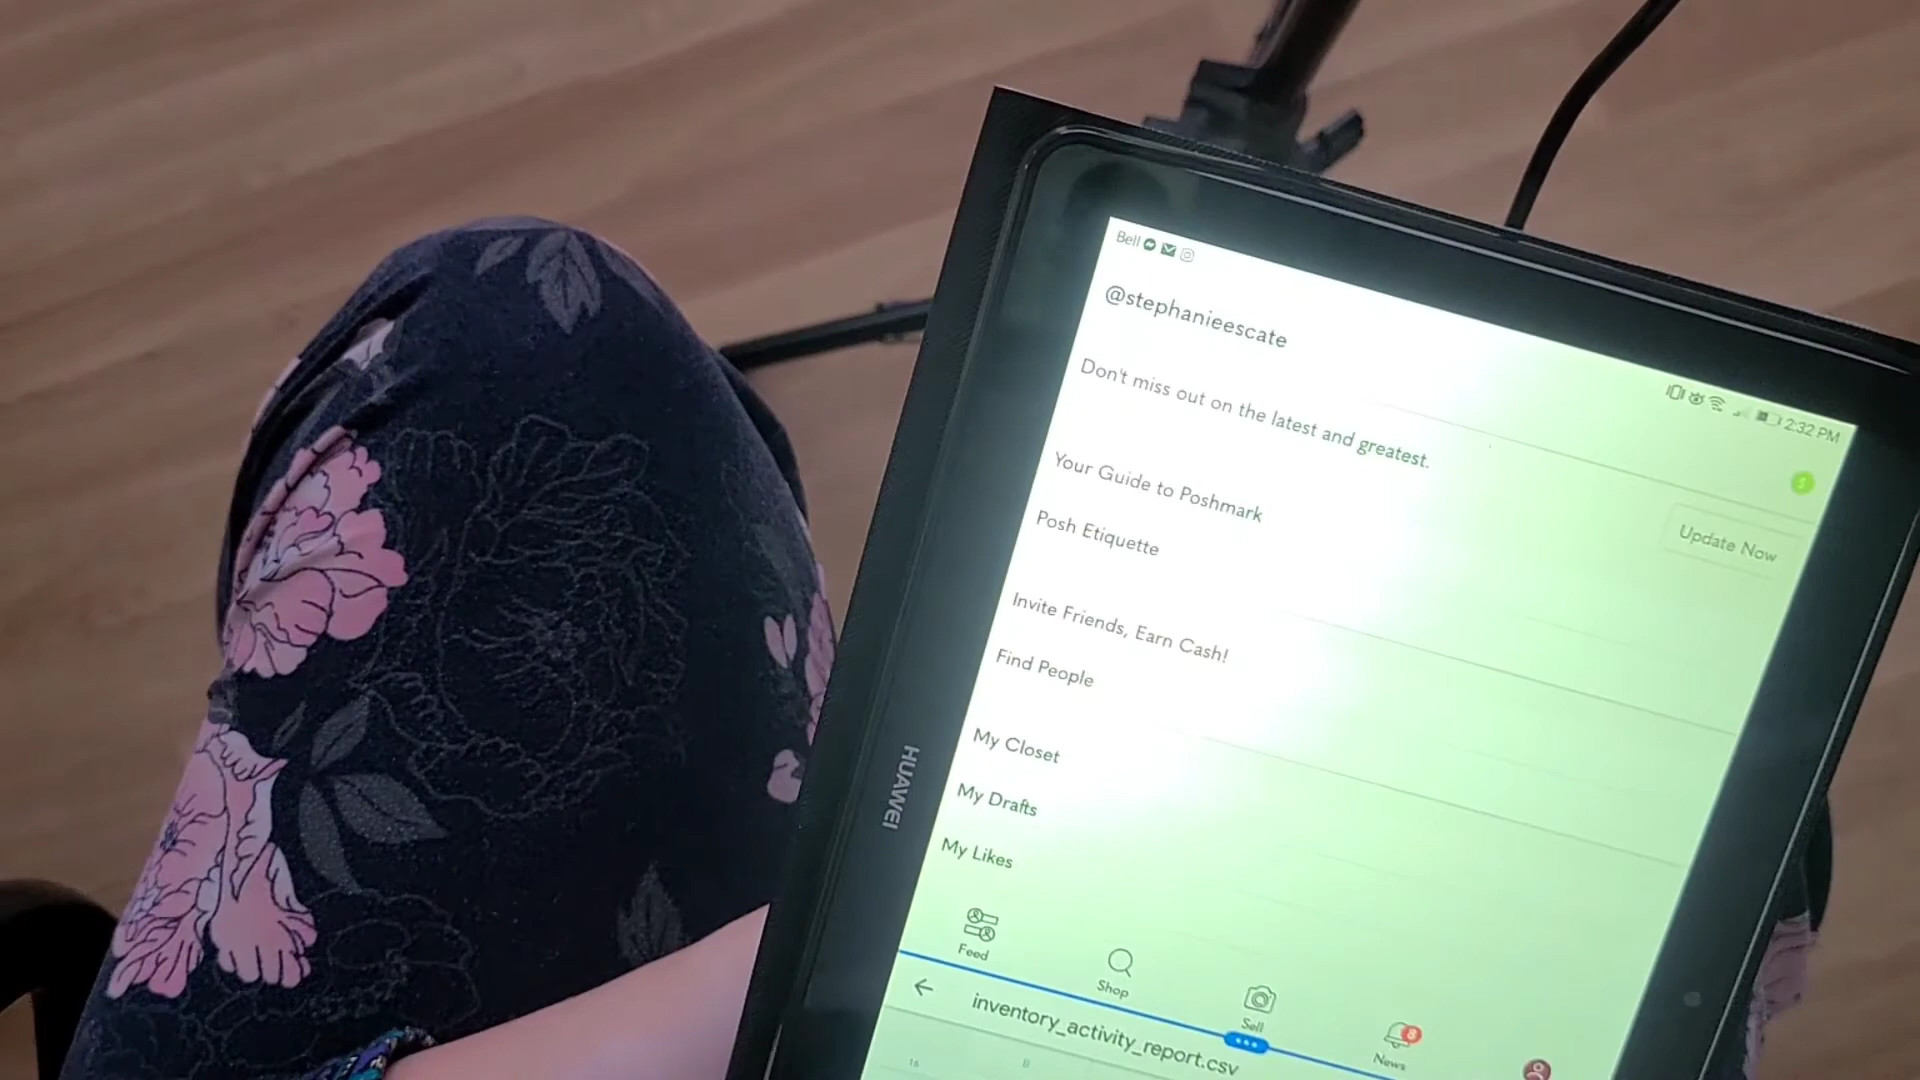 Bell
2:32 PM
@stephanieescate
Don't miss out on the latest and greatest.
Update Now
Your Guide to Poshmark
Posh Etiquette
Invite Friends, Earn Cash!
Find People
My Closet
My Drafts
My Likes
Feed
Shop
Sell
8
News
inventory_activity_report.csv
16
B
HUAWEI